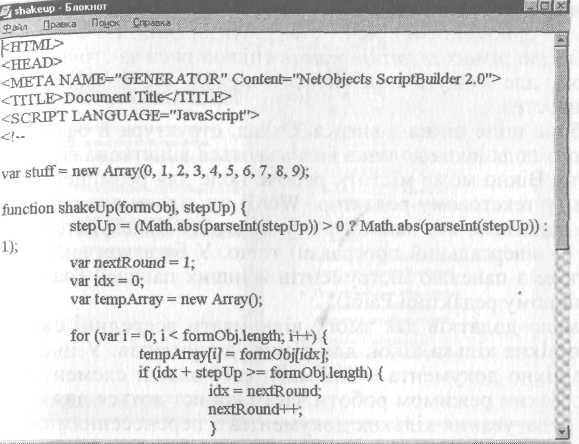 shakeup - Блокнот
Файл Правка Поиск Справка
<HTML>
<HEAD>
<META NAME="GENERATOR" Content="NetObjects ScriptBuilder 2.0">
<TITLE>Document Title</TITLE>
<SCRIPT LANGUAGE="JavaScript">
<!--
var stuff = new Array(0, 1, 2, 3, 4, 5, 6, 7, 8, 9);
function shakeUp(formObj, stepUp) {
stepUp = (Math.abs(parseInt(stepUp)) > 0 ? Math.abs(parseInt(stepUp)) :
1);
var nextRound = 1;
var idx = 0;
var tempArray = new Array();
for (var i = 0; i < formObj.length; i++) {
tempArray[i] = formObj[idx];
if (idx + stepUp >= formObj.length) {
idx = nextRound;
nextRound++;
}